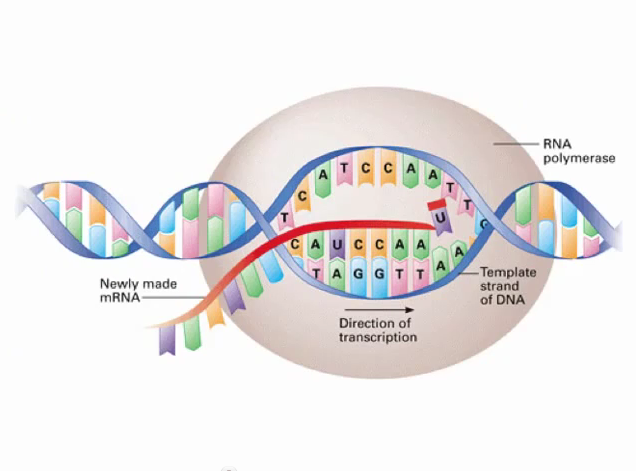 RNA
polymerase
T C A T C C A A T T G
U
C A U C C A A
T A G G T T A A
Newly made
mRNA
Template
strand
of DNA
Direction of
transcription